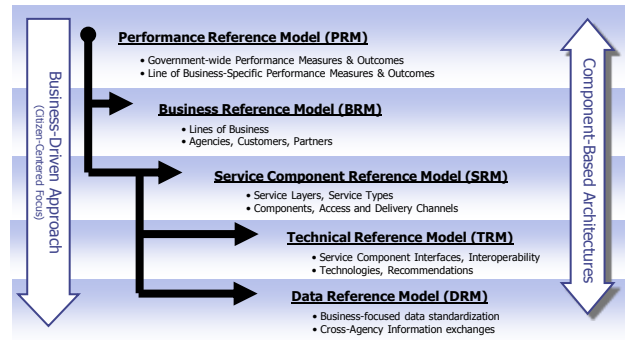 Performance Reference Model (PRM)
• Government-wide Performance Measures & Outcomes
• Line of Business-Specific Performance Measures & Outcomes
Business Reference Model (BRM)
• Lines of Business
• Agencies, Customers, Partners
Service Component Reference Model (SRM)
• Service Layers, Service Types
• Components, Access and Delivery Channels
Technical Reference Model (TRM)
• Service Component Interfaces, Interoperability
• Technologies, Recommendations
Data Reference Model (DRM)
• Business-focused data standardization
• Cross-Agency Information exchanges
Business-Driven Approach
(Citizen-Centered Focus)
Component-Based Architectures